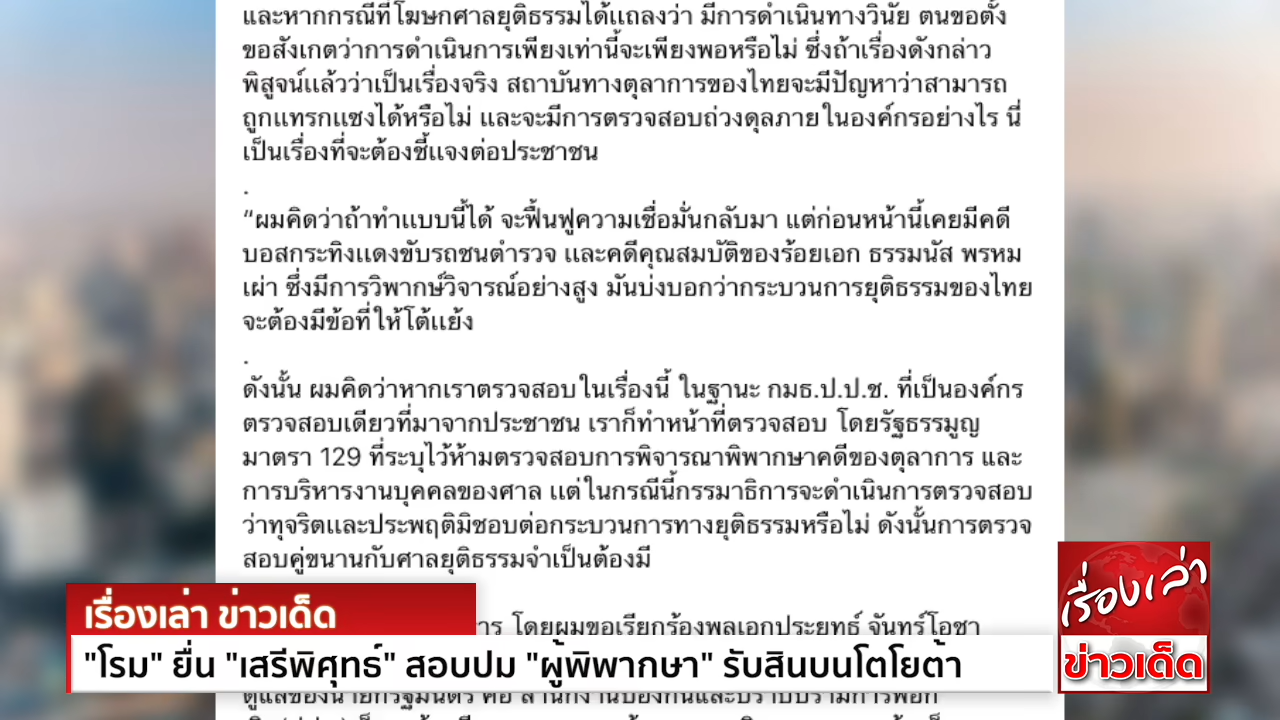 และหากกรณีที่โฆษกศาลยุติธรรมได้แถลงว่า มีการดำเนินทางวินัย ตนขอตั้ง
ขอสังเกตว่าการดำเนินการเพียงเท่านี้จะเพียงพอหรือไม่ ซึ่งถ้าเรื่องดังกล่าว
พิสูจน์แล้วว่าเป็นเรื่องจริง สถาบันทางตุลาการของไทยจะมีปัญหาว่าสามารถ
ถูกแทรกแซงได้หรือไม่ และจะมีการตรวจสอบถ่วงดุลภายในองค์กรอย่างไร นี่
เป็นเรื่องที่จะต้องชี้แจงต่อประชาชน
.
“ผมคิดว่าถ้าทำแบบนี้ได้ จะฟื้นฟูความเชื่อมั่นกลับมา แต่ก่อนหน้านี้เคยมีคดี
บอสกระทิงแดงขับรถชนตำรวจ และคดีคุณสมบัติของร้อยเอก ธรรมนัส พรหม
เผ่า ซึ่งมีการวิพากษ์วิจารณ์อย่างสูง มันบ่งบอกว่ากระบวนการยุติธรรมของไทย
จะต้องมีข้อที่ให้โต้แย้ง
.
ดังนั้น ผมคิดว่าหากเราตรวจสอบในเรื่องนี้ ในฐานะ กมธ.ป.ป.ช. ที่เป็นองค์กร
ตรวจสอบเดียวที่มาจากประชาชน เราก็ทำหน้าที่ตรวจสอบ โดยรัฐธรรมูญ
มาตรา 129 ที่ระบุไว้ห้ามตรวจสอบการพิจารณาพิพากษาคดีของตุลาการ และ
การบริหารงานบุคคลของศาล แต่ในกรณีนี้กรรมาธิการจะดำเนินการตรวจสอบ
ว่าทุจริตและประพฤติมิชอบต่อกระบวนการทางยุติธรรมหรือไม่ ดังนั้นการตรวจ
สอบคู่ขนานกับศาลยุติธรรมจำเป็นต้องมี
โดยผมขอเรียกร้องพลเอกประยุทธ์ จันทร์โอชา
เรื่องเล่า ข่าวเด็ด
"โรม" ยื่น "เสรีพิศุทธ์" สอบปม "ผู้พิพากษา" รับสินบนโตโยต้า
เรื่องเล่า
ข่าวเด็ด